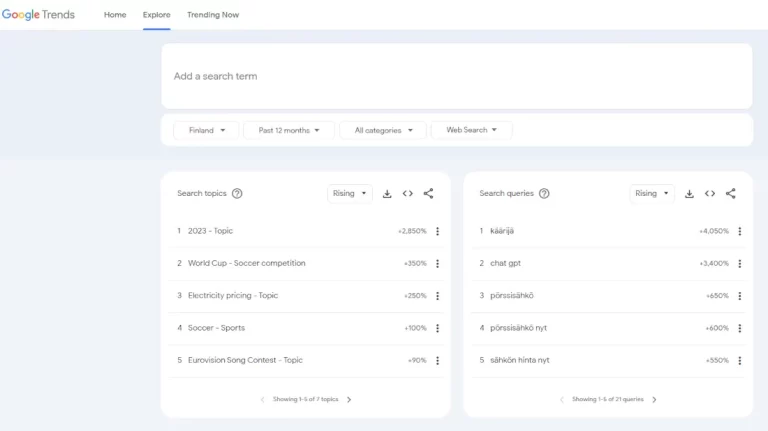 Google Trends Home Explore Trending Now
Add a search term
Finland Past 12 months All categories Web Search
Search topics Rising
1 2023 - Topic +2,850%
2 World Cup - Soccer competition +350%
3 Electricity pricing - Topic +250%
4 Soccer - Sports +100%
5 Eurovision Song Contest - Topic +90%
Showing 1-5 of 7 topics
Search queries Rising
1 käärijä +4,050%
2 chat gpt +3,400%
3 pörssisähkö +650%
4 pörssisähkö nyt +600%
5 sähkön hinta nyt +550%
Showing 1-5 of 21 queries